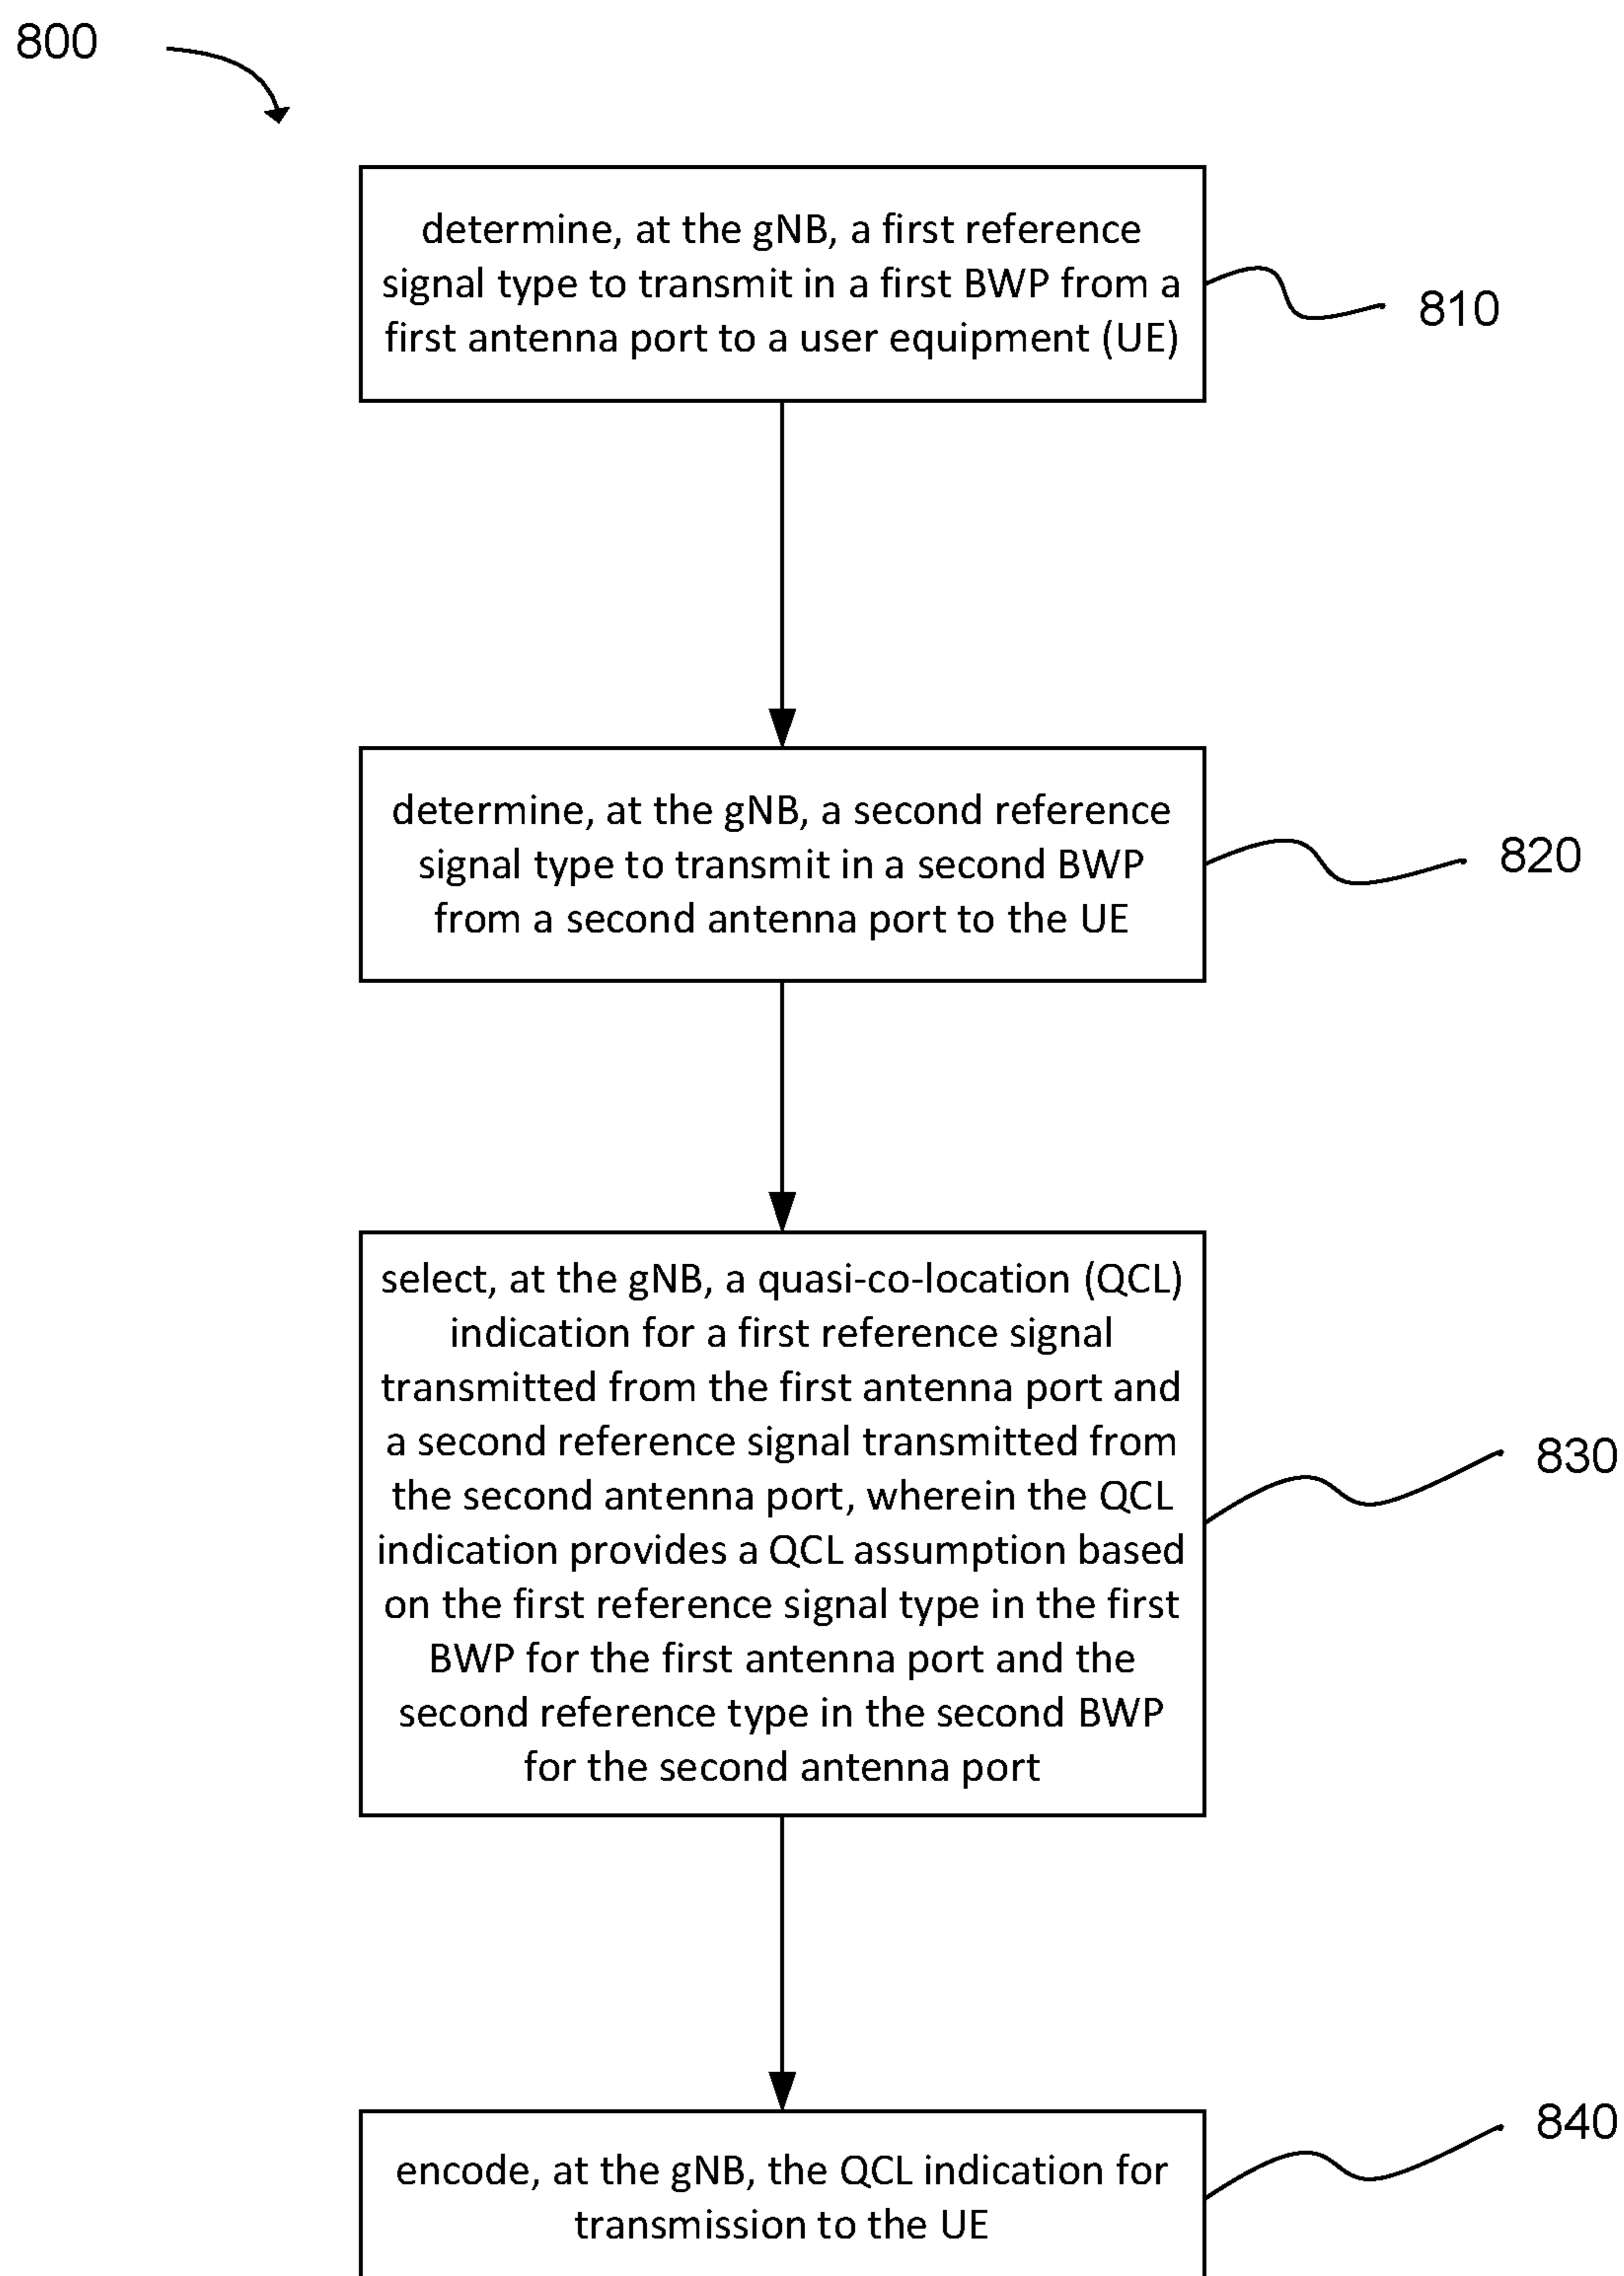 800
determine, at the gNB, a first reference
signal type to transmit in a first BWP from a
first antenna port to a user equipment (UE)
810
determine, at the gNB, a second reference
signal type to transmit in a second BWP
from a second antenna port to the UE
820
select, at the gNB, a quasi-co-location (QCL)
indication for a first reference signal
transmitted from the first antenna port and
a second reference signal transmitted from
the second antenna port, wherein the QCL
indication provides a QCL assumption based
on the first reference signal type in the first
BWP for the first antenna port and the
second reference type in the second BWP
for the second antenna port
830
encode, at the gNB, the QCL indication for
transmission to the UE
840